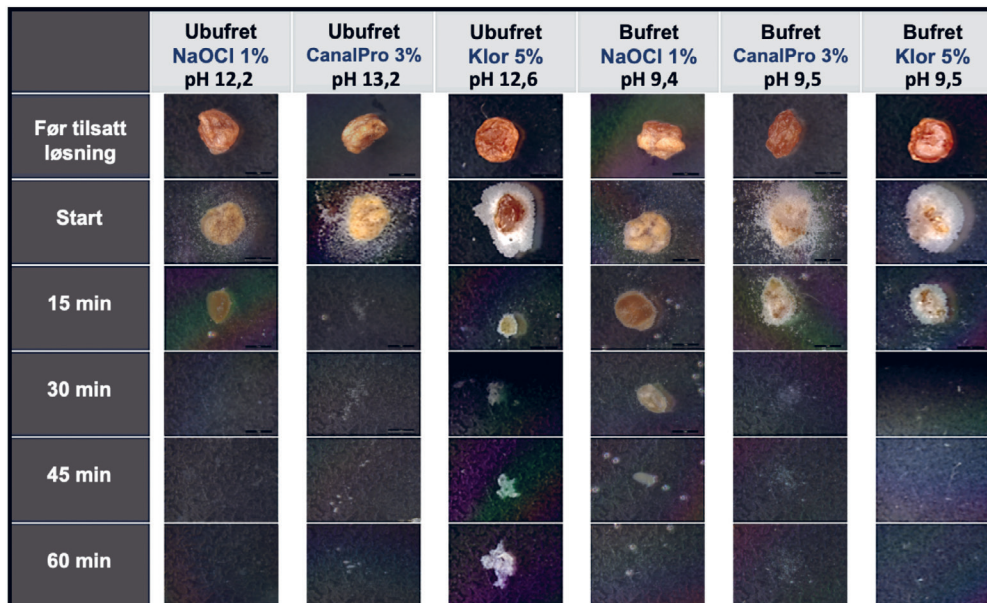 Ubufret
NaOCl 1%
pH 12,2
Ubufret
CanalPro 3%
pH 13,2
Ubufret
Klor 5%
pH 12,6
Bufret
NaOCl 1%
pH 9,4
Bufret
CanalPro 3%
pH 9,5
Bufret
Klor 5%
pH 9,5
Før tilsatt
løsning
Start
15 min
30 min
45 min
60 min